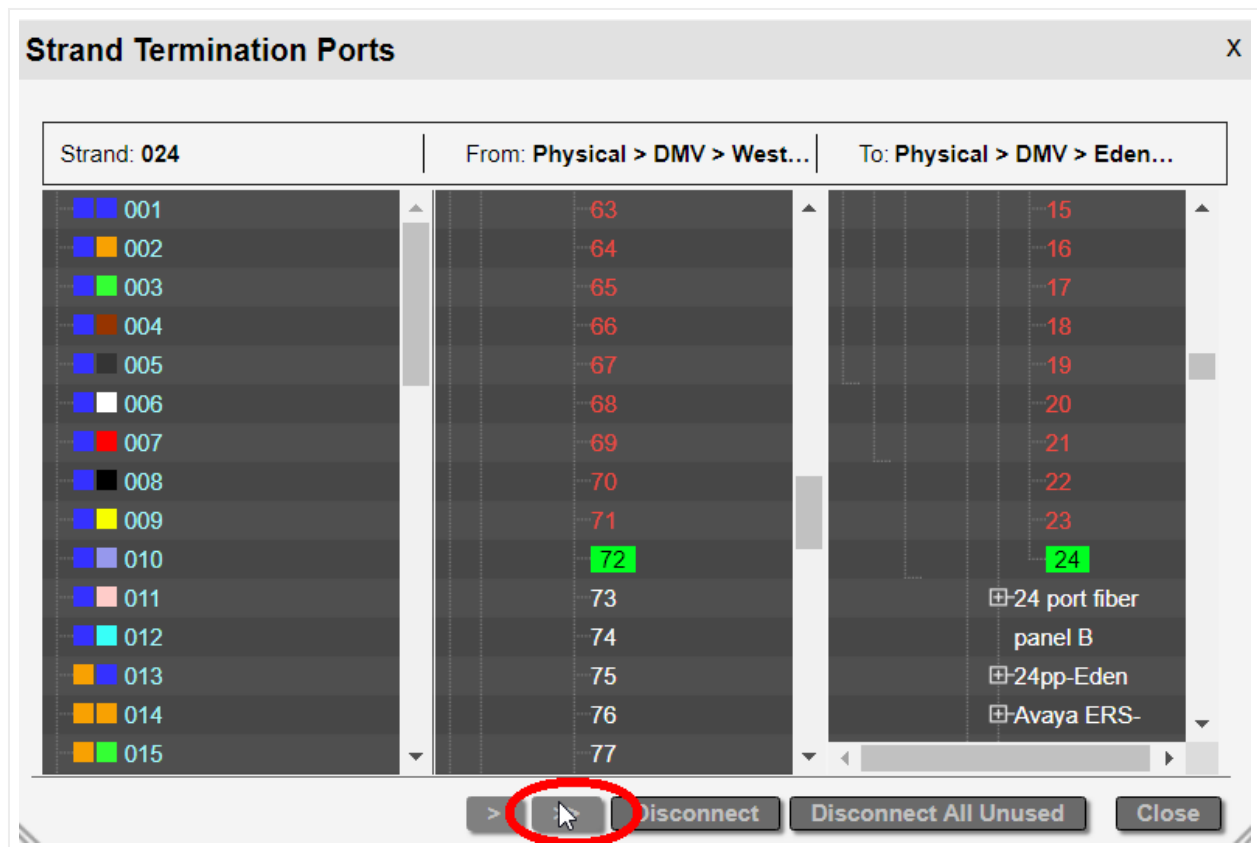 Strand Termination Ports X
Strand: 024 From: Physical > DMV > West... To: Physical > DMV > Eden...
001 63 15
002 64 16
003 65 17
004 66 18
005 67 19
006 68 20
007 69 21
008 70 22
009 71 23
010 72 24
011 73 24 port fiber
012 74 panel B
013 75 24pp-Eden
014 76 Avaya ERS-
015 77
> >> Disconnect Disconnect All Unused Close